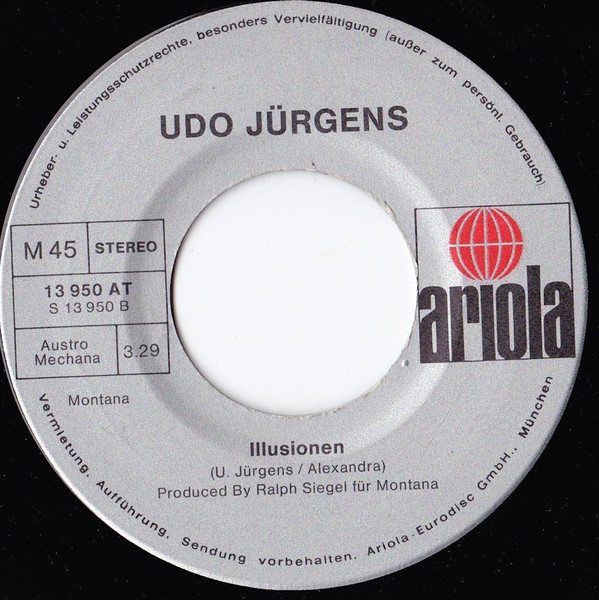 Urheber- u. Leistungsschutzrechte, besonders Vervielfältigung (außer zum persönl. Gebrauch),
UDO JÜRGENS
M 45 STEREO
13 950 AT
S 13 950 B
Austro
Mechana
3.29
ariola
Montana
Illusionen
(U. Jürgens / Alexandra)
Produced By Ralph Siegel für Montana
Vermietung, Aufführung, Sendung vorbehalten. Ariola-Eurodisc GmbH., München